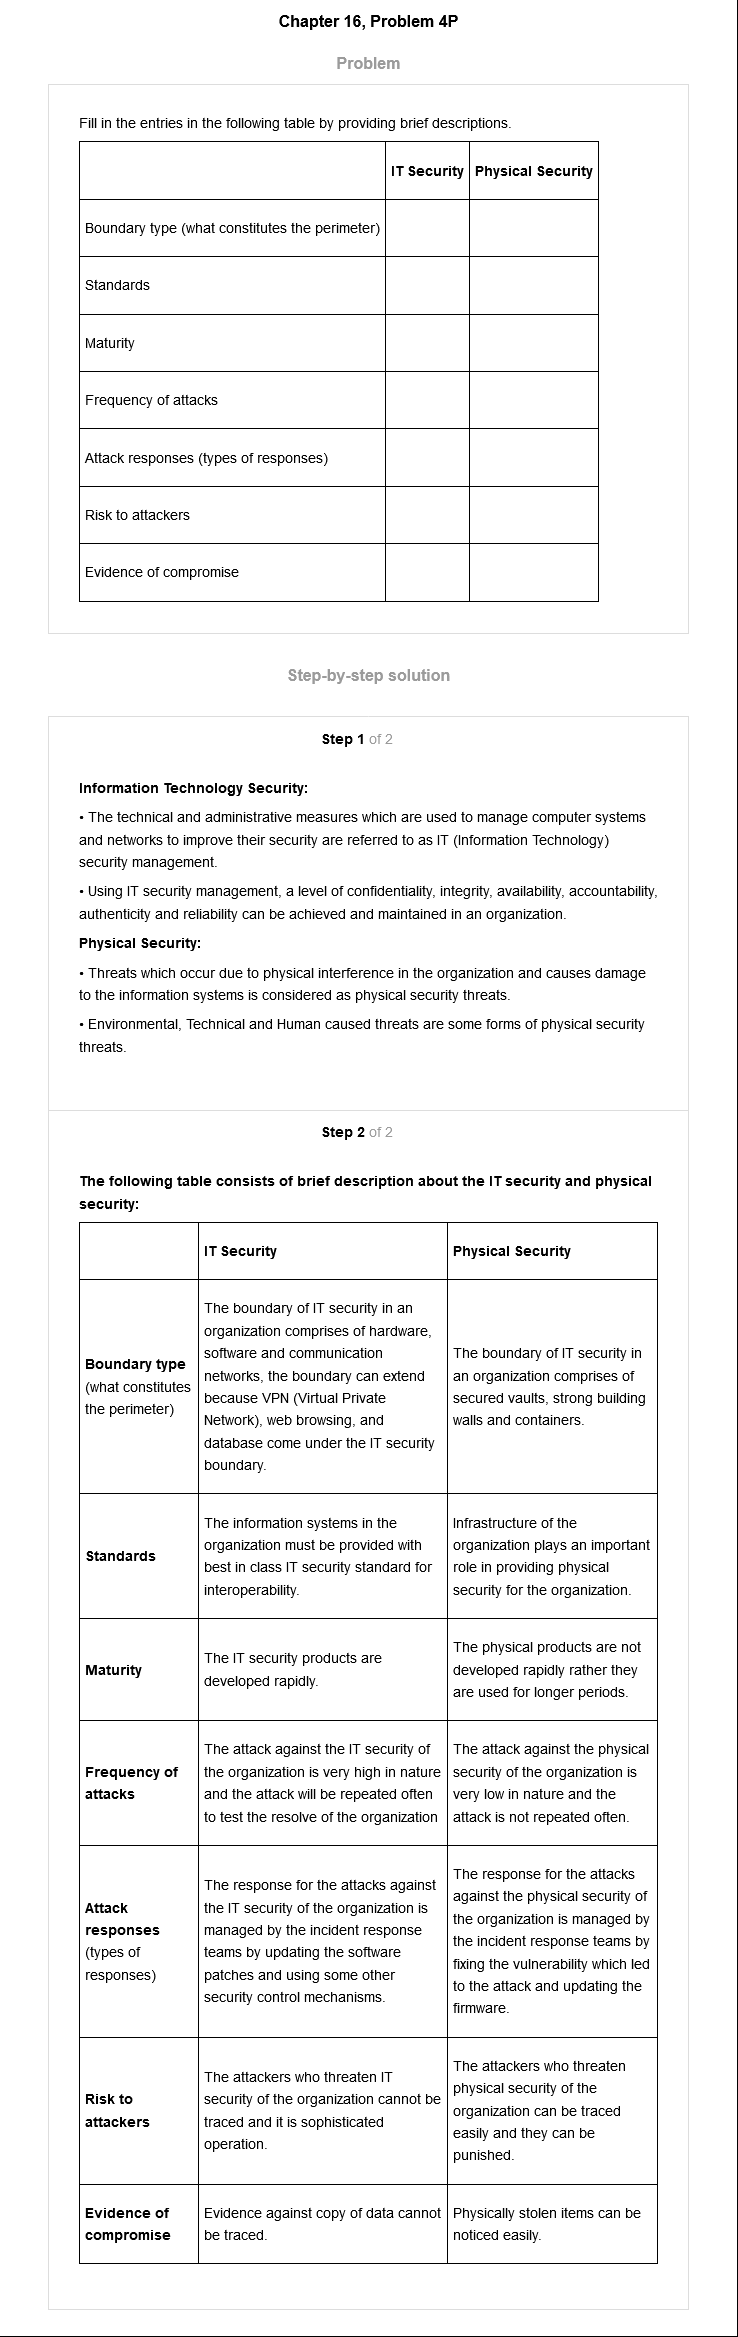 Chapter 16, Problem 4P
Problem
Fill in the entries in the following table by providing brief descriptions.
IT Security Physical Security
Boundary type (what constitutes the perimeter)
Standards
Maturity
Frequency of attacks
Attack responses (types of responses)
Risk to attackers
Evidence of compromise
Step-by-step solution
Step 1 of 2
Information Technology Security:
• The technical and administrative measures which are used to manage computer systems
and networks to improve their security are referred to as IT (Information Technology)
security management.
• Using IT security management, a level of confidentiality, integrity, availability, accountability,
authenticity and reliability can be achieved and maintained in an organization.
Physical Security:
• Threats which occur due to physical interference in the organization and causes damage
to the information systems is considered as physical security threats.
• Environmental, Technical and Human caused threats are some forms of physical security
threats.
Step 2 of 2
The following table consists of brief description about the IT security and physical
security:
IT Security
Physical Security
Boundary type
(what constitutes
the perimeter)
The boundary of IT security in an
organization comprises of hardware,
software and communication
networks, the boundary can extend
because VPN (Virtual Private
Network), web browsing, and
database come under the IT security
boundary.
The boundary of IT security in
an organization comprises of
secured vaults, strong building
walls and containers.
Standards
The information systems in the
organization must be provided with
best in class IT security standard for
interoperability.
Infrastructure of the
organization plays an important
role in providing physical
security for the organization.
Maturity
The IT security products are
developed rapidly.
The physical products are not
developed rapidly rather they
are used for longer periods.
Frequency of
attacks
The attack against the IT security of
the organization is very high in nature
and the attack will be repeated often
to test the resolve of the organization
The attack against the physical
security of the organization is
very low in nature and the
attack is not repeated often.
Attack
responses
(types of
responses)
The response for the attacks against
the IT security of the organization is
managed by the incident response
teams by updating the software
patches and using some other
security control mechanisms.
The response for the attacks
against the physical security of
the organization is managed by
the incident response teams by
fixing the vulnerability which led
to the attack and updating the
firmware.
Risk to
attackers
The attackers who threaten IT
security of the organization cannot be
traced and it is sophisticated
operation.
The attackers who threaten
physical security of the
organization can be traced
easily and they can be
punished.
Evidence of
compromise
Evidence against copy of data cannot
be traced.
Physically stolen items can be
noticed easily.